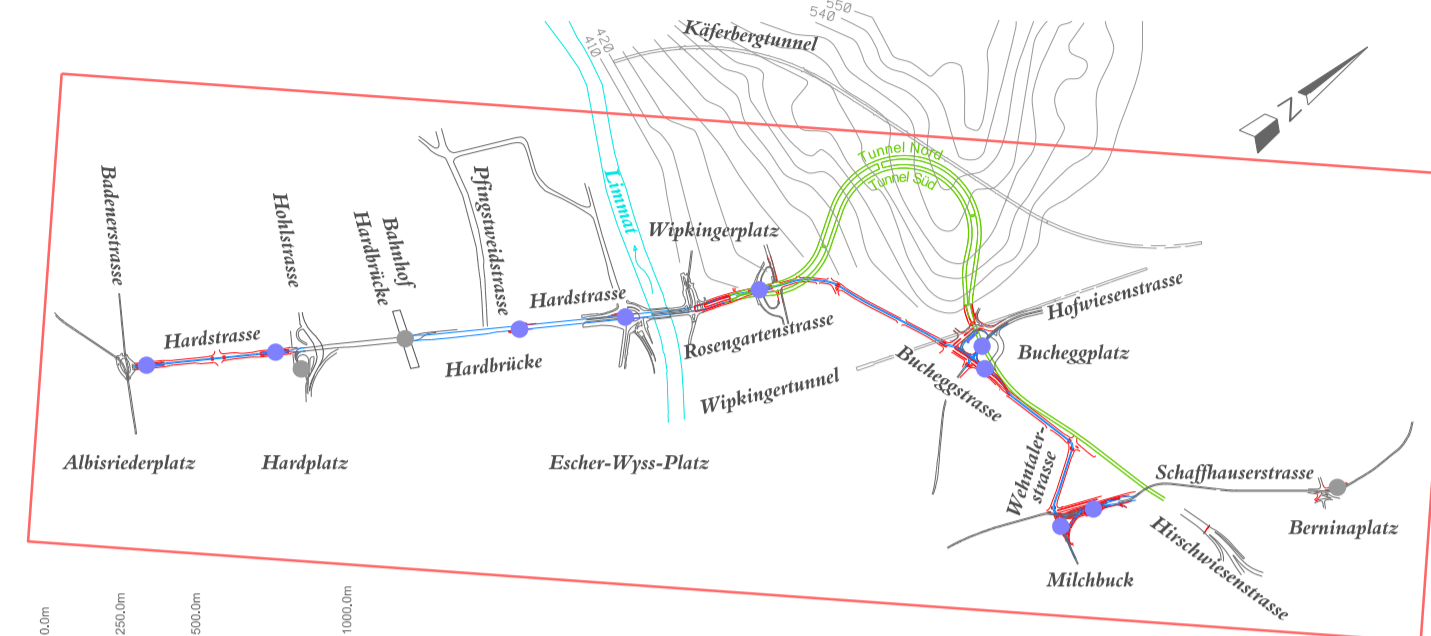 550
540
Käferbergtunnel
420
410
Z
Tunnel Nord
Tunnel Süd
Badenerstrasse
Hohlstrasse
Bahnhof
Hardbrücke
Pfingstweidstrasse
Limmat
Wipkingerplatz
Hardstrasse
Hardstrasse
Hardbrücke
Rosengartenstrasse
Wipkingertunnel
Hofwiesenstrasse
Bucheggplatz
Bucheggstrasse
Albisriederplatz
Hardplatz
Escher-Wyss-Platz
Wehntaler-
strasse
Schaffhauserstrasse
Berninaplatz
Hirschwiesenstrasse
Milchbuck
0.0m
250.0m
500.0m
1000.0m